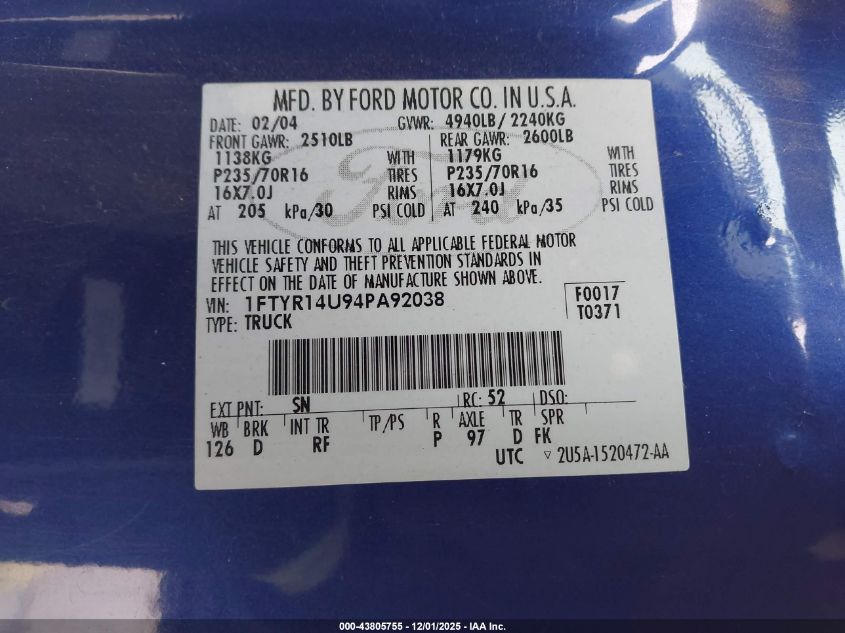 MFD. BY FORD MOTOR CO. IN U.S.A.
DATE: 02/04 GVWR: 4940LB/ 2240KG
FRONT GAWR: 2510LB REAR GAWR: 2600LB
1138KG WITH 1179KG WITH
P235/70R16 TIRES P235/70R16 TIRES
16X7.0J RIMS 16X7.0J RIMS
AT 205 kPa/30 PSI COLD AT 240 kPa/35 PSI COLD
Ford
THIS VEHICLE CONFORMS TO ALL APPLICABLE FEDERAL MOTOR
VEHICLE SAFETY AND THEFT PREVENTION STANDARDS IN
EFFECT ON THE DATE OF MANUFACTURE SHOWN ABOVE.
VIN: 1FTYR14U94PA92038 F0017
TYPE: TRUCK T0371
EXT PNT: SN RC: 52 DSO:
WB BRK INT TR TP/PS R AXLE TR SPR
126 D RF P 97 D FK
UTC ▽ 2U5A-1520472-AA
000-43805755 - 12/01/2025 - IAA Inc.